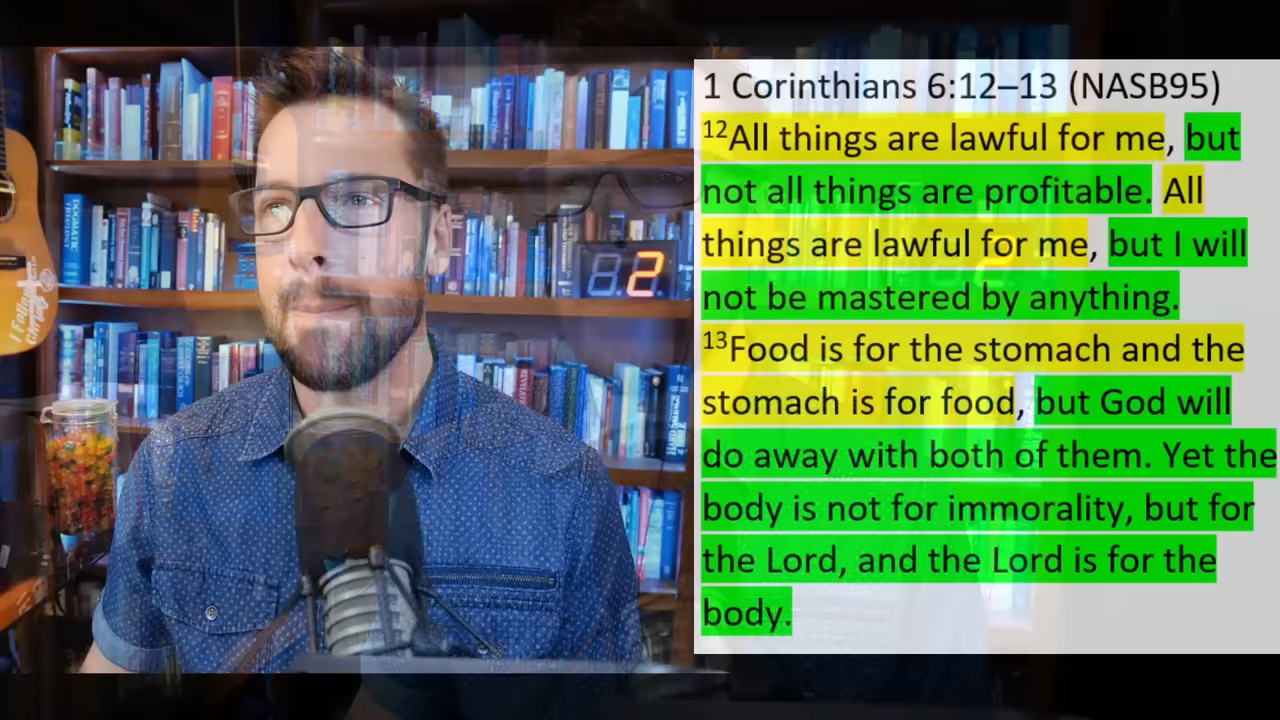 1 Corinthians 6:12–13 (NASB95)
¹²All things are lawful for me, but
not all things are profitable. All
things are lawful for me, but I will
not be mastered by anything.
¹³Food is for the stomach and the
stomach is for food, but God will
do away with both of them. Yet the
body is not for immorality, but for
the Lord, and the Lord is for the
body.
DOGMATIC
THEOLOGY
2